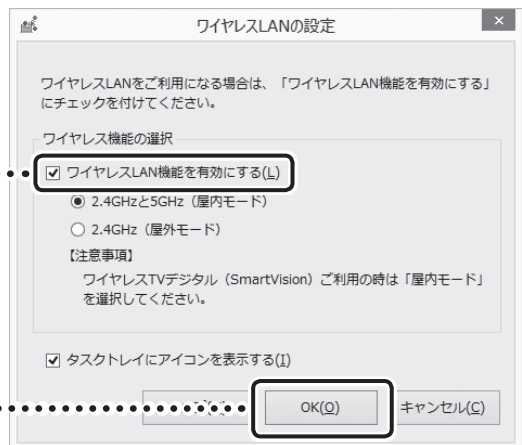 ワイヤレスLANの設定
ワイヤレスLANをご利用になる場合は、「ワイヤレスLAN機能を有効にする」
にチェックを付けてください。
ワイヤレス機能の選択
ワイヤレスLAN機能を有効にする(L)
2.4GHzと5GHz（屋内モード）
2.4GHz（屋外モード）
【注意事項】
ワイヤレスTVデジタル（SmartVision）ご利用の時は「屋内モード」
を選択してください。
タスクトレイにアイコンを表示する(I)
OK(O) キャンセル(C)